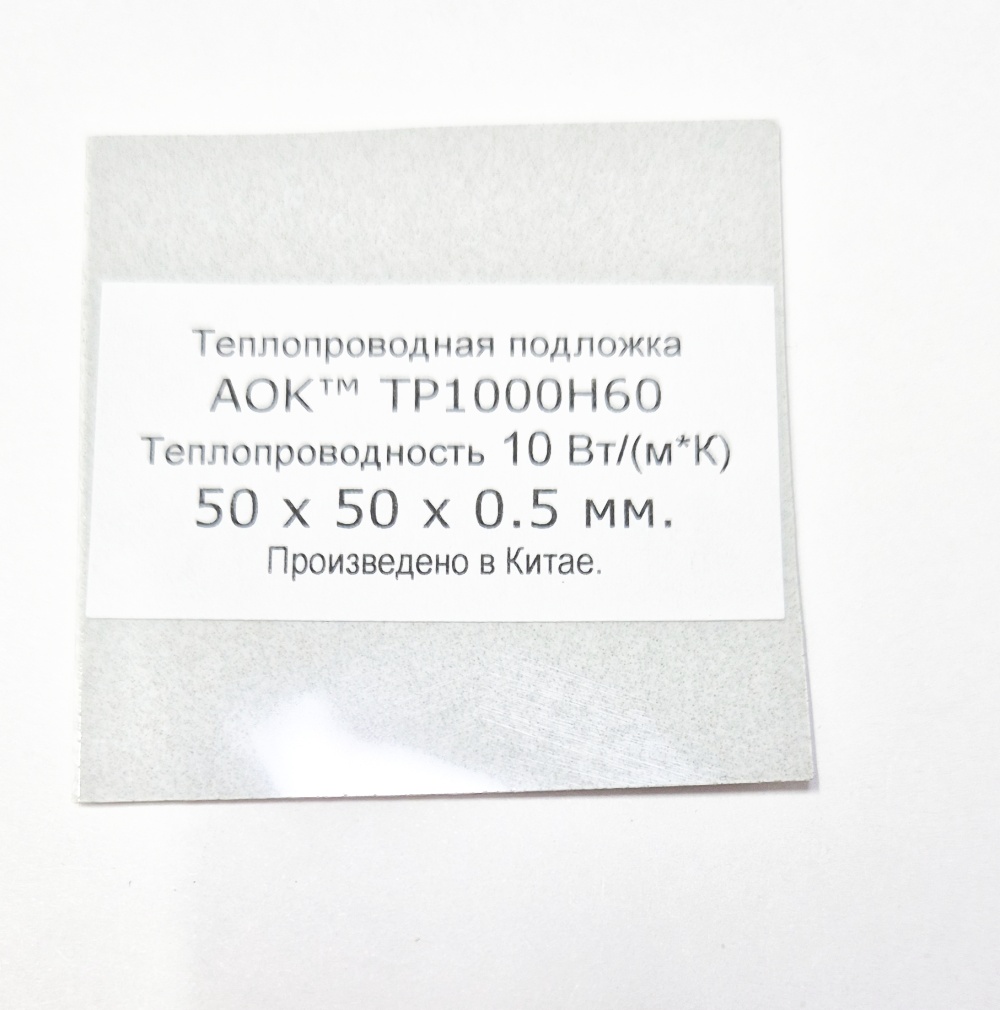 Теплопроводная подложка
AOK™ TP1000H60
Теплопроводность 10 Вт/(м*К)
50 x 50 x 0.5 мм.
Произведено в Китае.